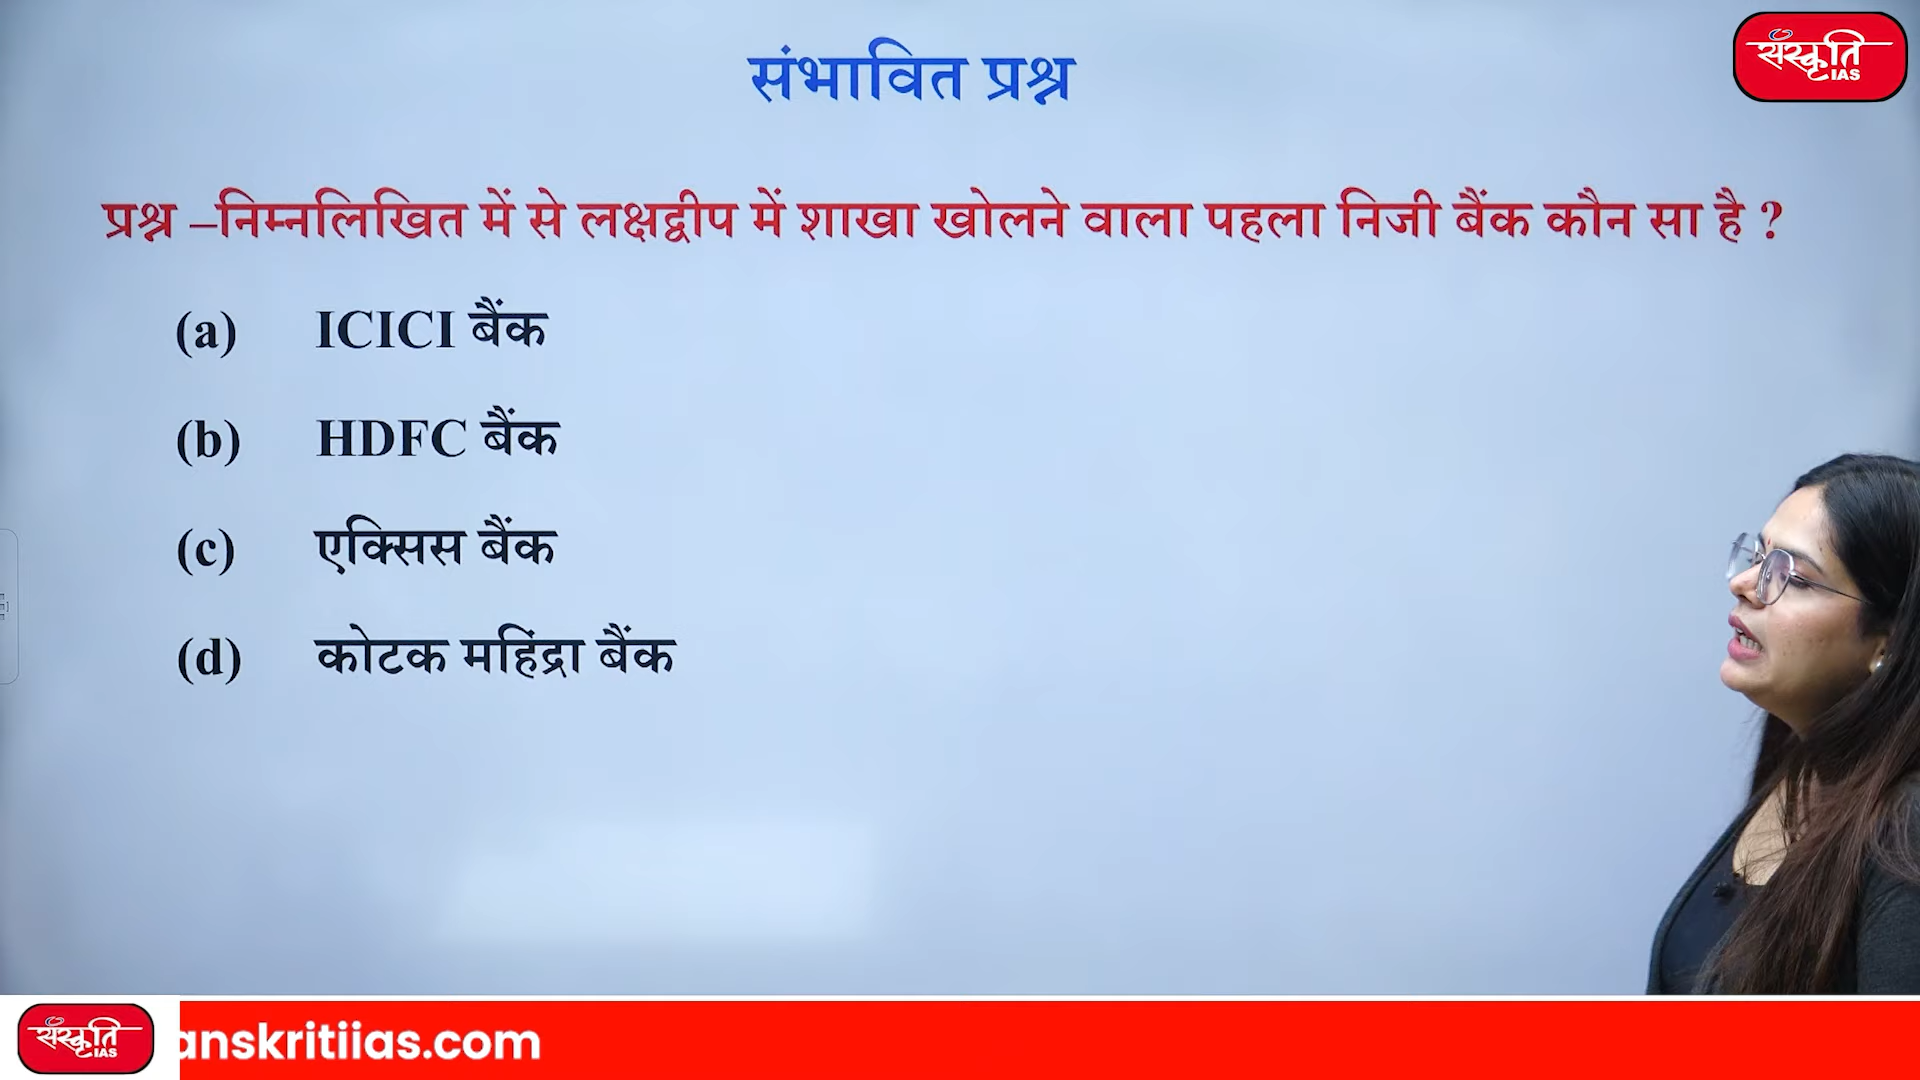 संस्कृति
IAS
संभावित प्रश्न
प्रश्न –निम्नलिखित में से लक्षद्वीप में शाखा खोलने वाला पहला निजी बैंक कौन सा है ?
(a) ICICI बैंक
(b) HDFC बैंक
(c) एक्सिस बैंक
(d) कोटक महिंद्रा बैंक
संस्कृति
IAS
anskritiias.com